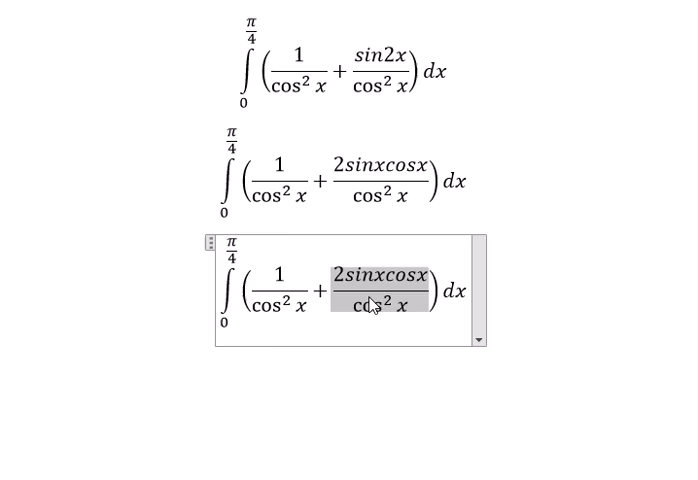 ∫₀^(π/4) (1/cos² x + sin2x/cos² x) dx
∫₀^(π/4) (1/cos² x + 2sinxcosx/cos² x) dx
∫₀^(π/4) (1/cos² x + 2sinxcosx/cos² x) dx